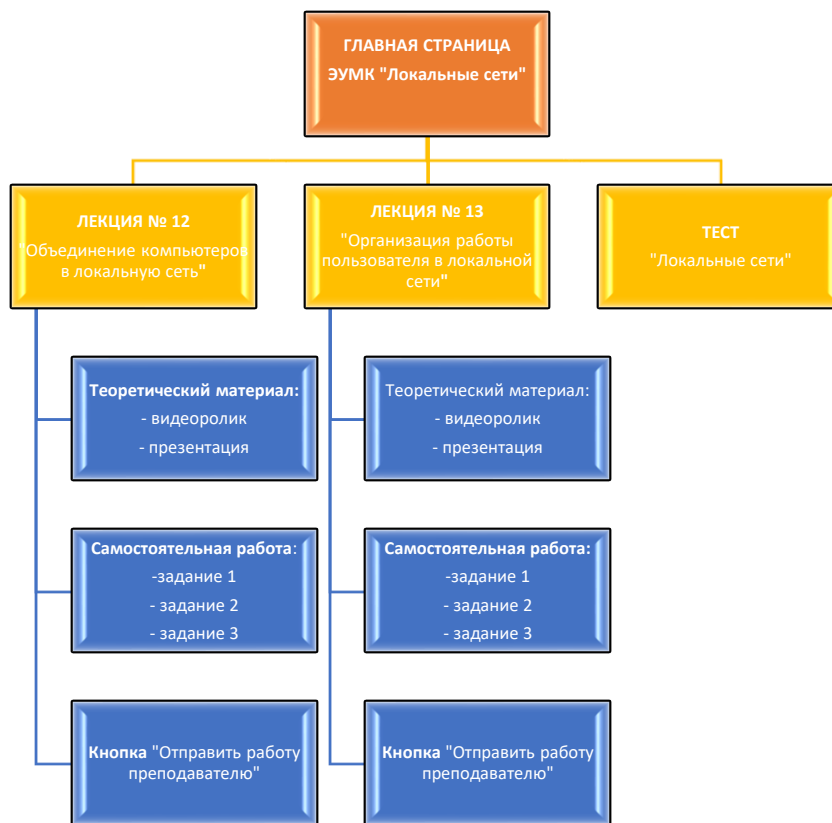 ГЛАВНАЯ СТРАНИЦА
ЭУМК "Локальные сети"
ЛЕКЦИЯ № 12
"Объединение компьютеров
в локальную сеть"
ЛЕКЦИЯ № 13
"Организация работы
пользователя в локальной
сети"
ТЕСТ
"Локальные сети"
Теоретический материал:
- видеоролик
- презентация
Теоретический материал:
- видеоролик
- презентация
Самостоятельная работа:
-задание 1
- задание 2
- задание 3
Самостоятельная работа:
-задание 1
- задание 2
- задание 3
Кнопка "Отправить работу
преподавателю"
Кнопка "Отправить работу
преподавателю"